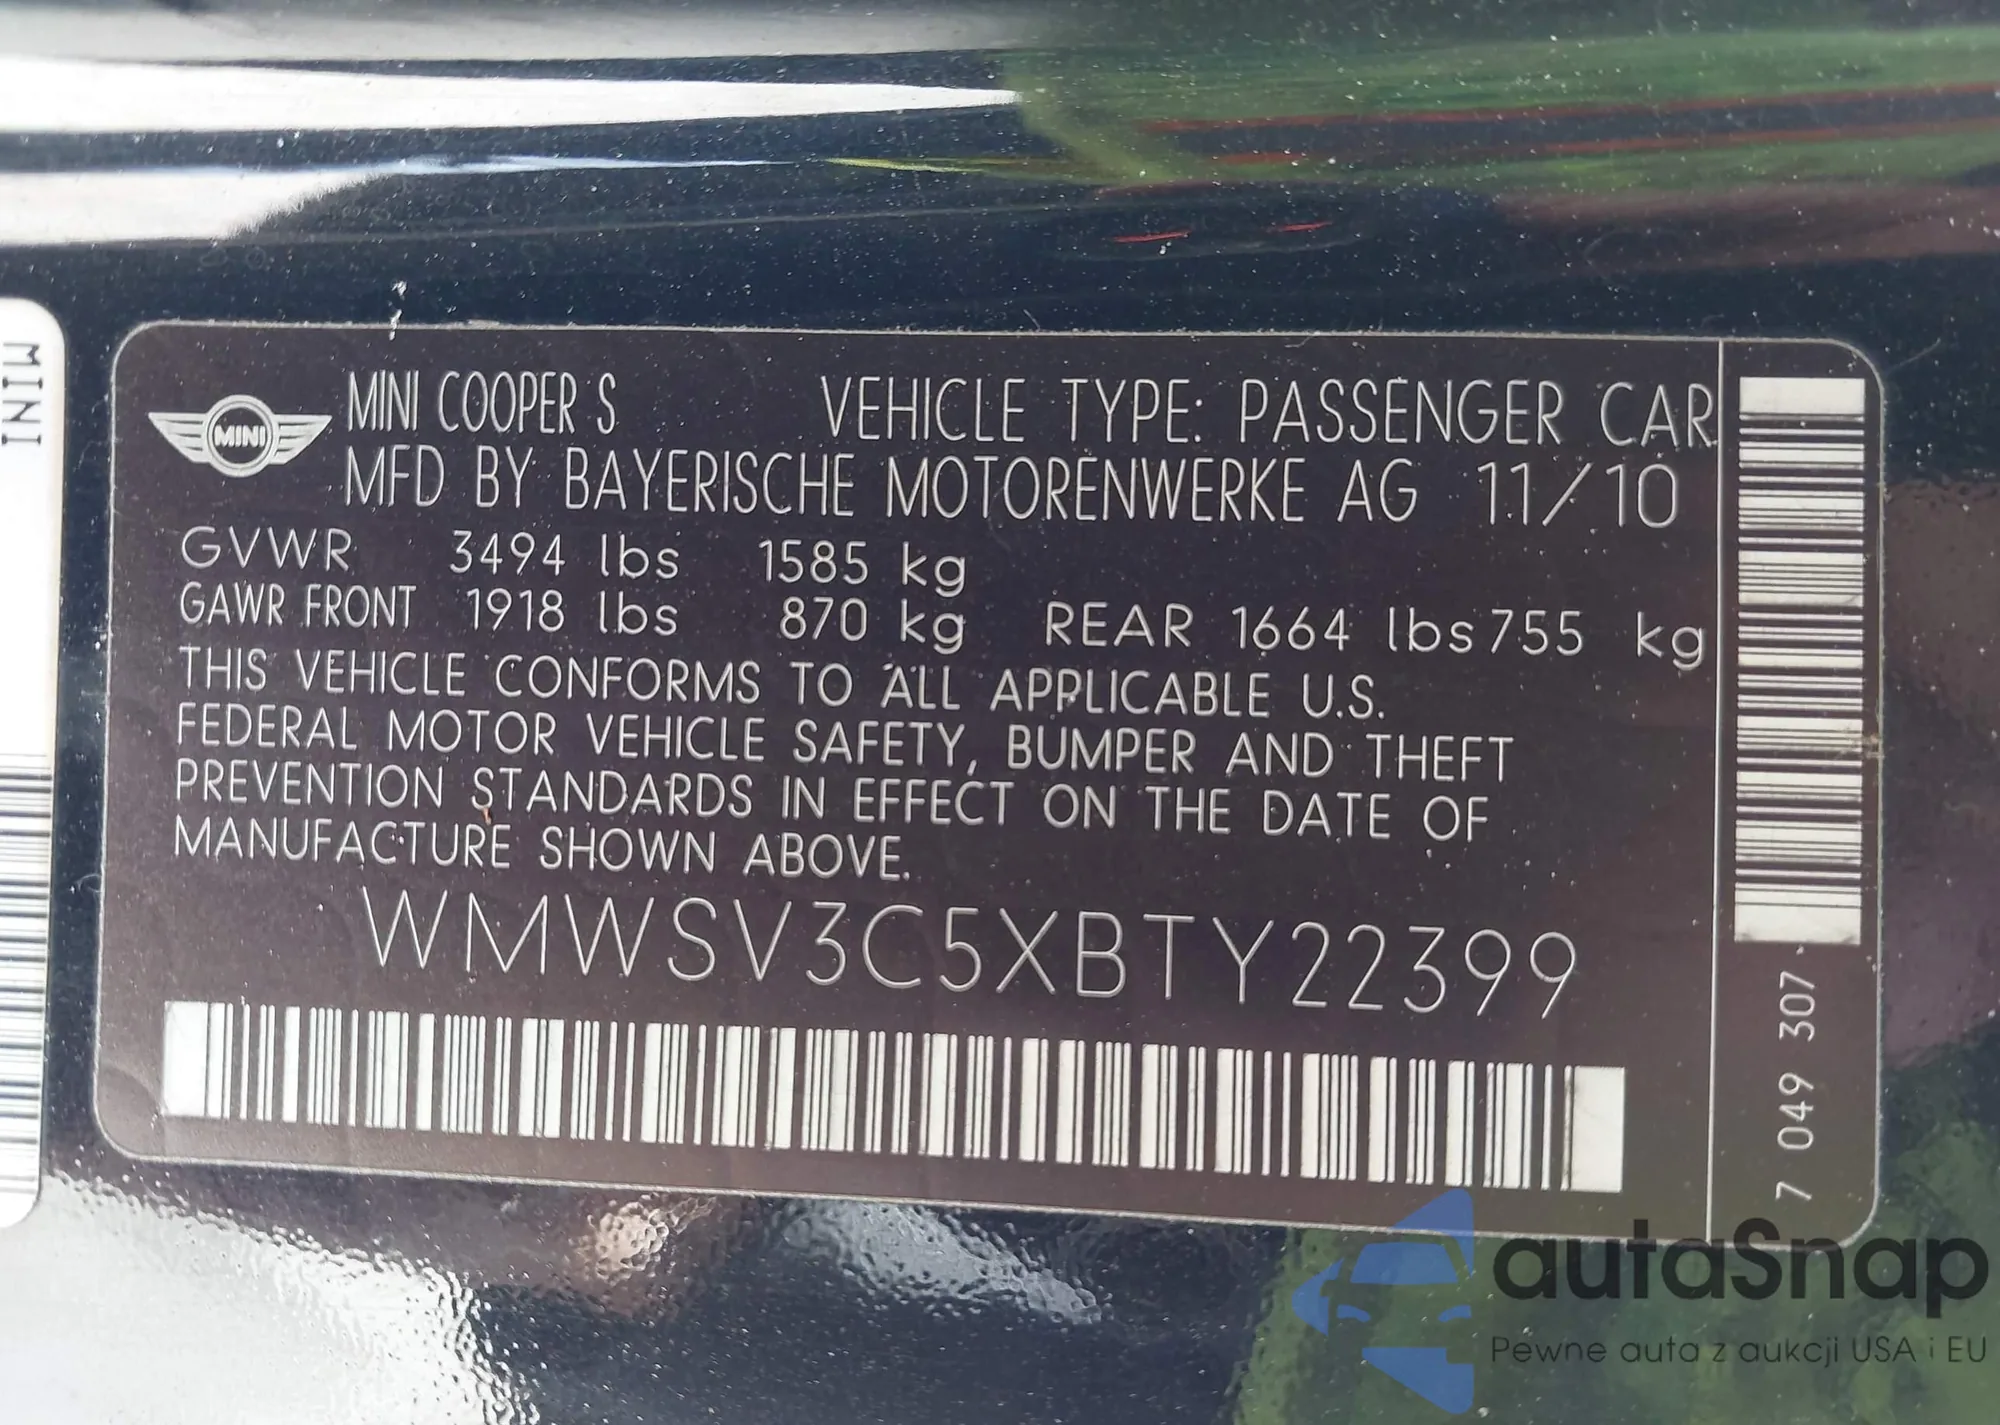 MINI
MINI
MINI COOPER S VEHICLE TYPE: PASSENGER CAR
MFD BY BAYERISCHE MOTORENWERKE AG 11/10
GVWR 3494 lbs 1585 kg
GAWR FRONT 1918 lbs 870 kg REAR 1664 lbs 755 kg
THIS VEHICLE CONFORMS TO ALL APPLICABLE U.S.
FEDERAL MOTOR VEHICLE SAFETY, BUMPER AND THEFT
PREVENTION STANDARDS IN EFFECT ON THE DATE OF
MANUFACTURE SHOWN ABOVE.
WMWSV3C5XBTY22399
7 049 307
autaSnap
Pewne auta z aukcji USA i EU